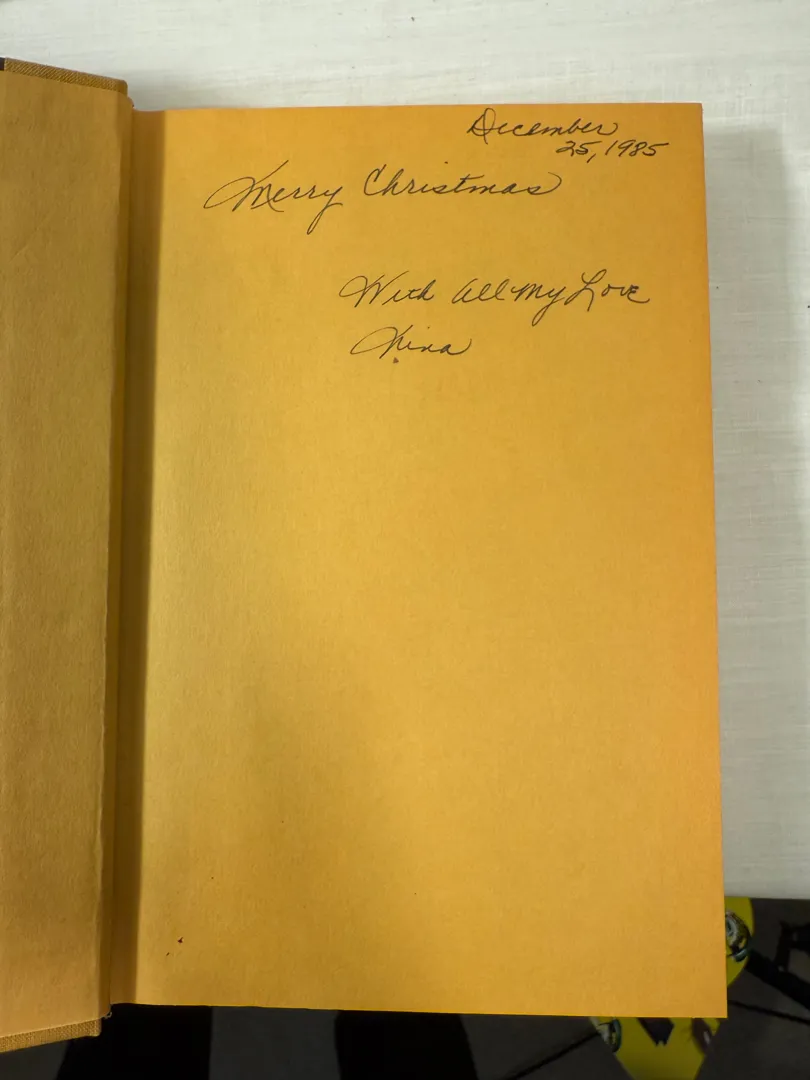 December
25, 1985
Merry Christmas
With All My Love
Nina